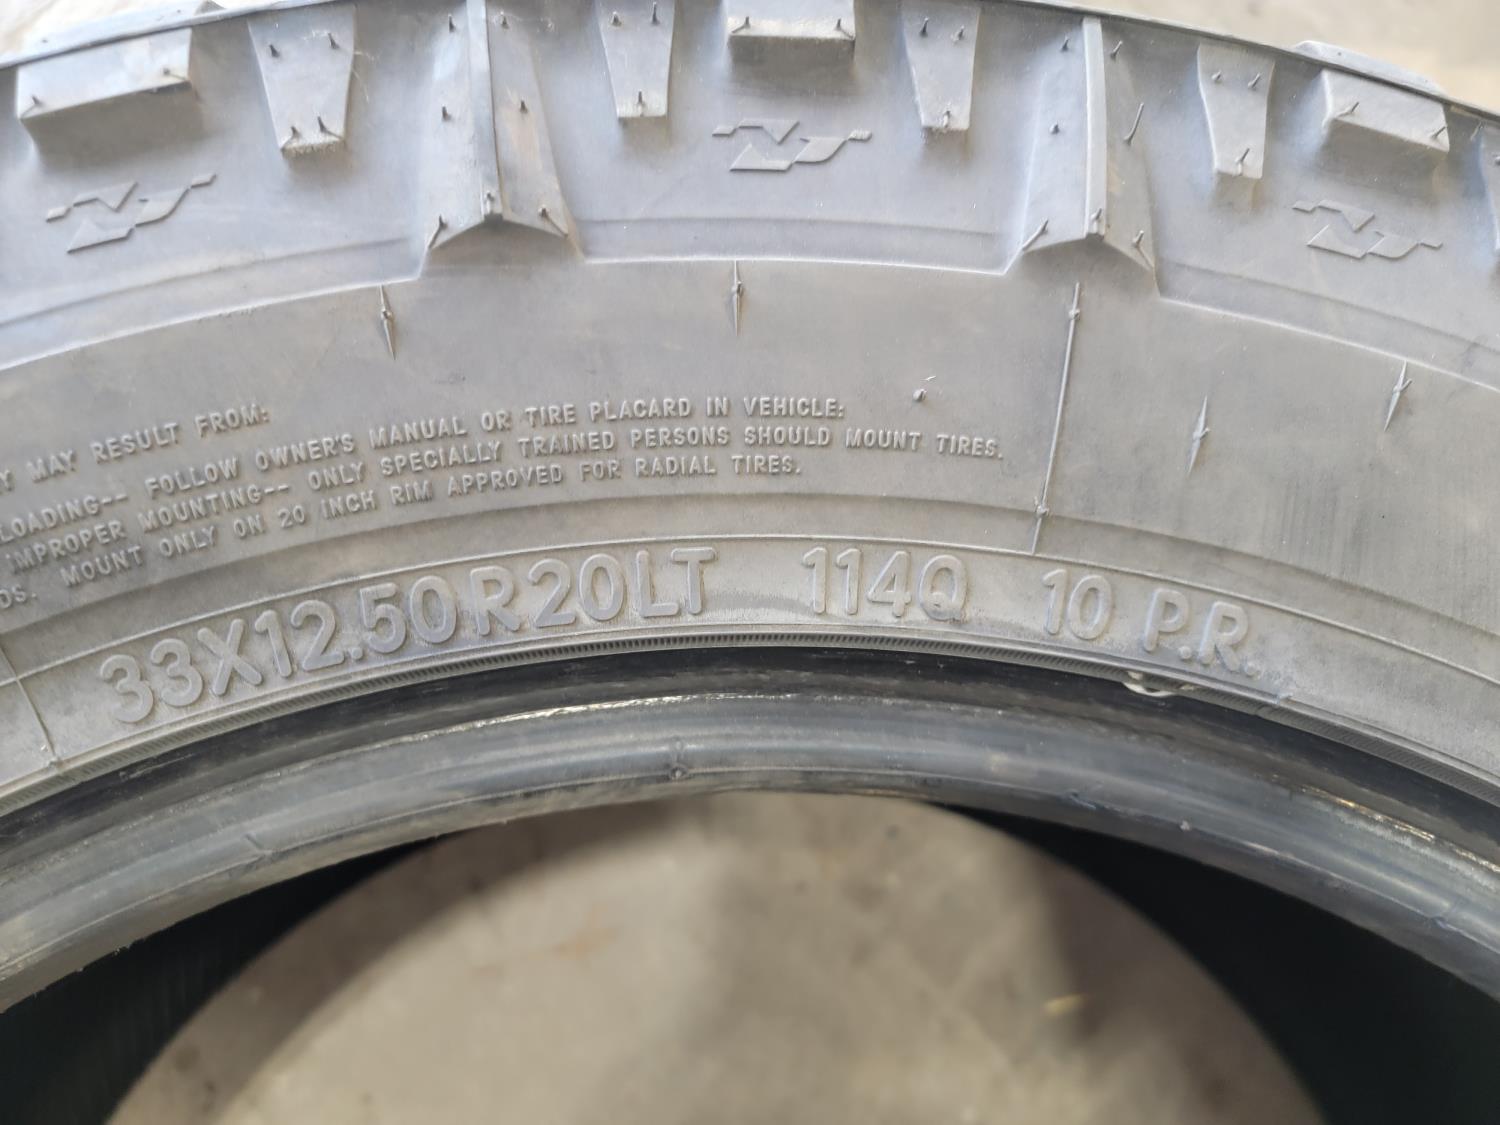 Y MAY RESULT FROM:
LOADING-- FOLLOW OWNER'S MANUAL OR TIRE PLACARD IN VEHICLE:
IMPROPER MOUNTING-- ONLY SPECIALLY TRAINED PERSONS SHOULD MOUNT TIRES.
DS. MOUNT ONLY ON 20 INCH RIM APPROVED FOR RADIAL TIRES.
33X12.50R20LT 114Q 10 P.R.